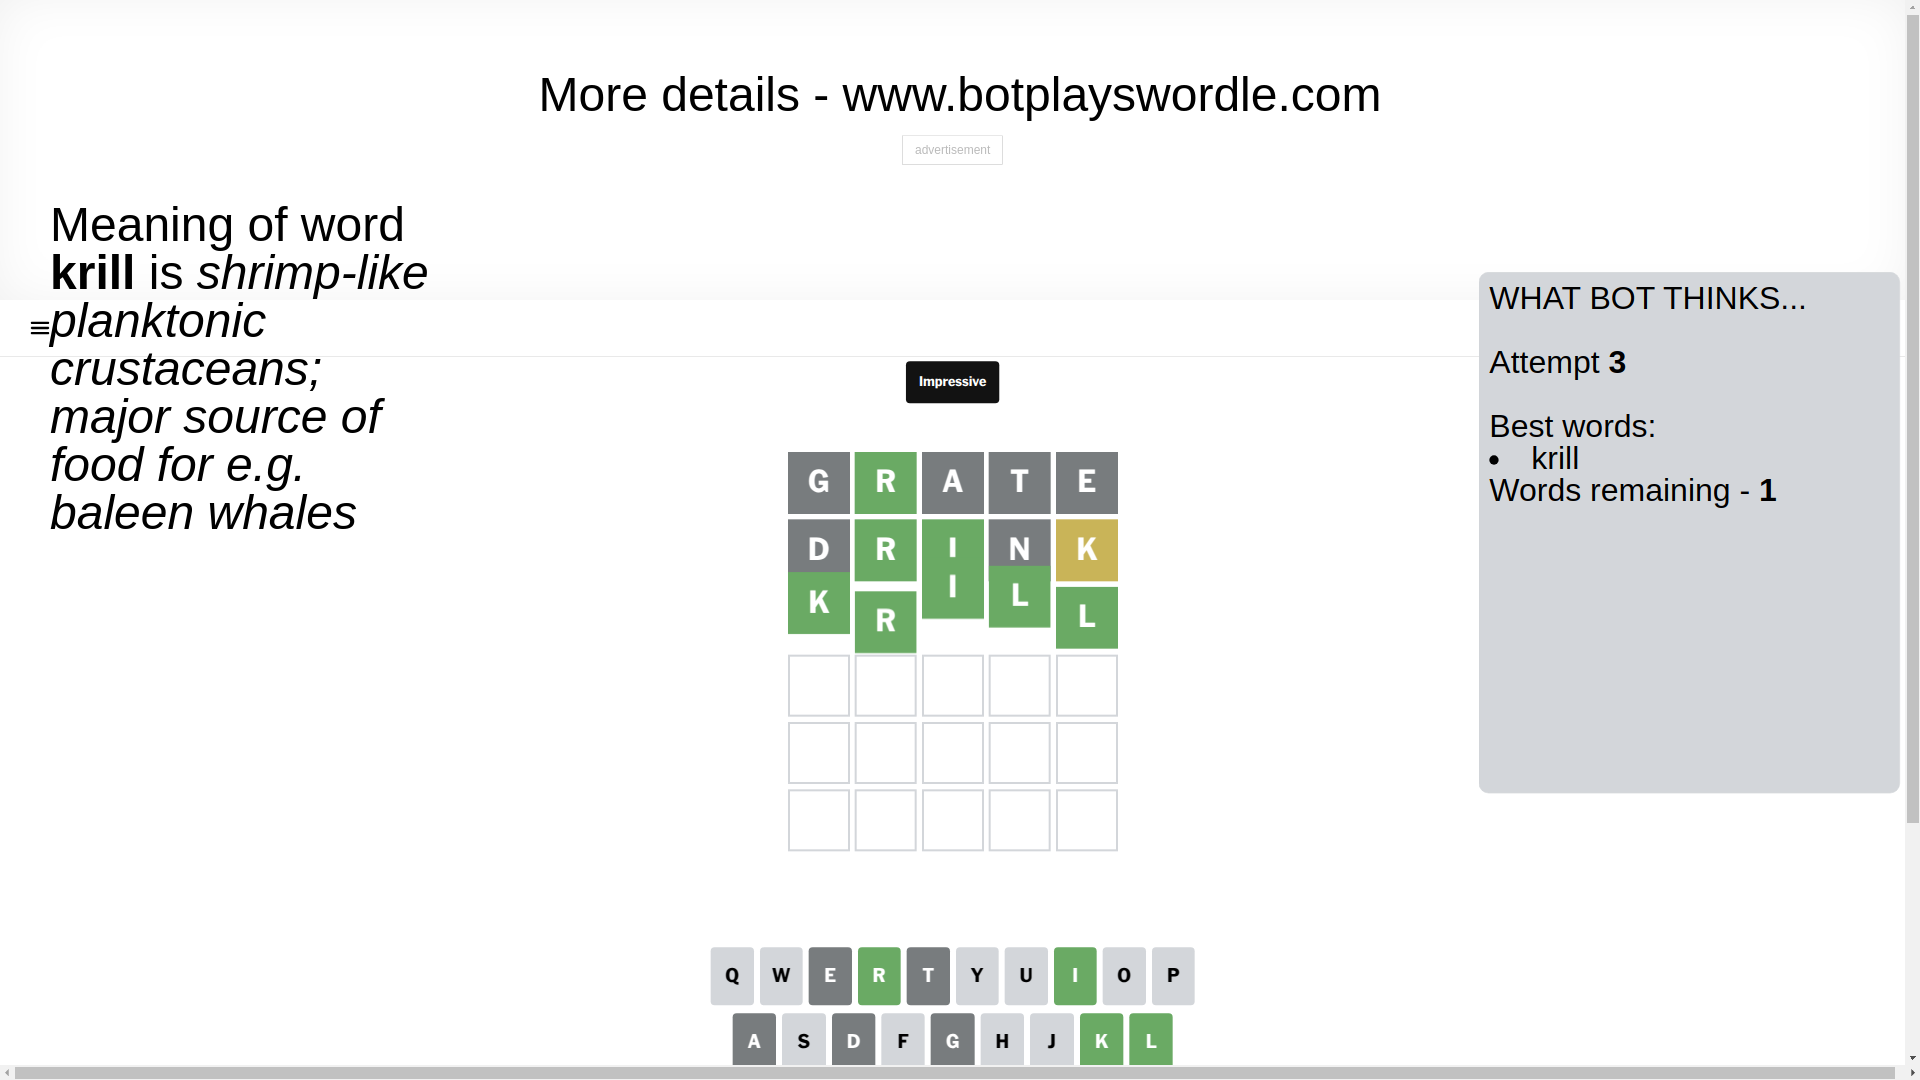 More details - www.botplayswordle.com
advertisement
Meaning of word
krill is shrimp-like
planktonic
crustaceans;
major source of
food for e.g.
baleen whales
WHAT BOT THINKS...
Attempt 3
Best words:
krill
Words remaining - 1
Impressive
G R A T E
D R I N K
K R I L L
Q W E R T Y U I O P
A S D F G H J K L